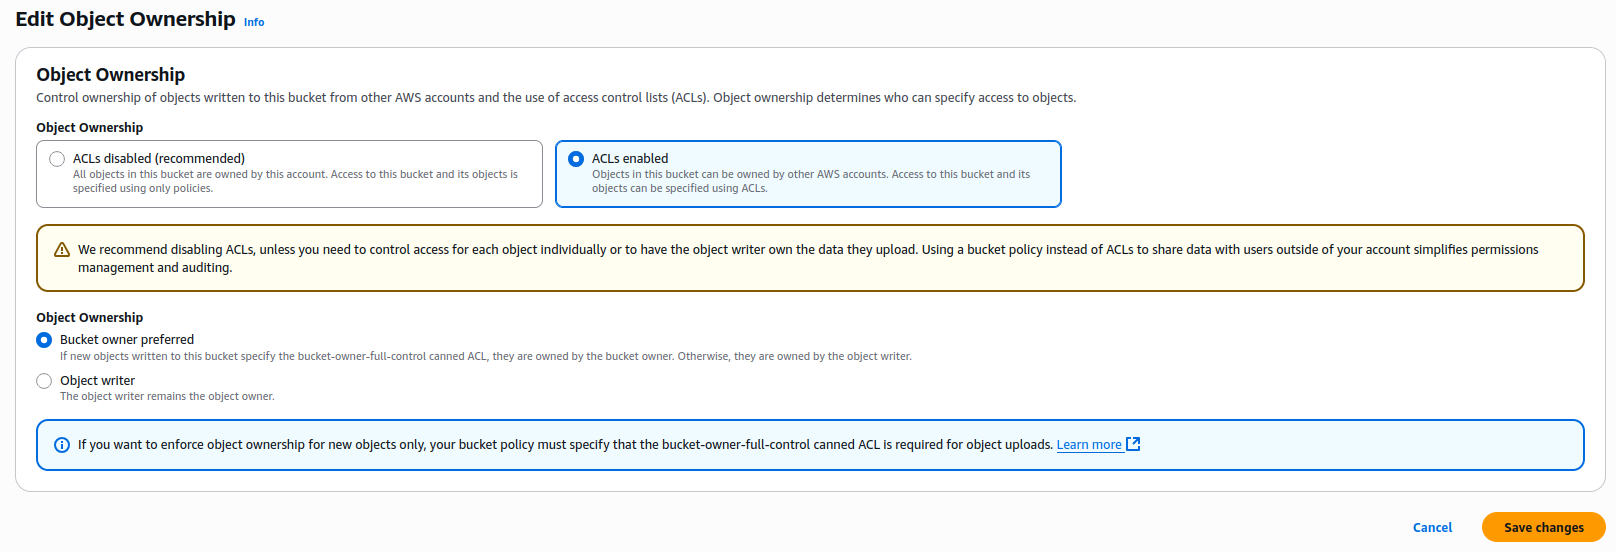 Edit Object Ownership Info
Object Ownership
Control ownership of objects written to this bucket from other AWS accounts and the use of access control lists (ACLs). Object ownership determines who can specify access to objects.
Object Ownership
ACLs disabled (recommended)
All objects in this bucket are owned by this account. Access to this bucket and its objects is
specified using only policies.
ACLs enabled
Objects in this bucket can be owned by other AWS accounts. Access to this bucket and its
objects can be specified using ACLs.
We recommend disabling ACLs, unless you need to control access for each object individually or to have the object writer own the data they upload. Using a bucket policy instead of ACLs to share data with users outside of your account simplifies permissions
management and auditing.
Object Ownership
Bucket owner preferred
If new objects written to this bucket specify the bucket-owner-full-control canned ACL, they are owned by the bucket owner. Otherwise, they are owned by the object writer.
Object writer
The object writer remains the object owner.
If you want to enforce object ownership for new objects only, your bucket policy must specify that the bucket-owner-full-control canned ACL is required for object uploads. Learn more
Cancel
Save changes